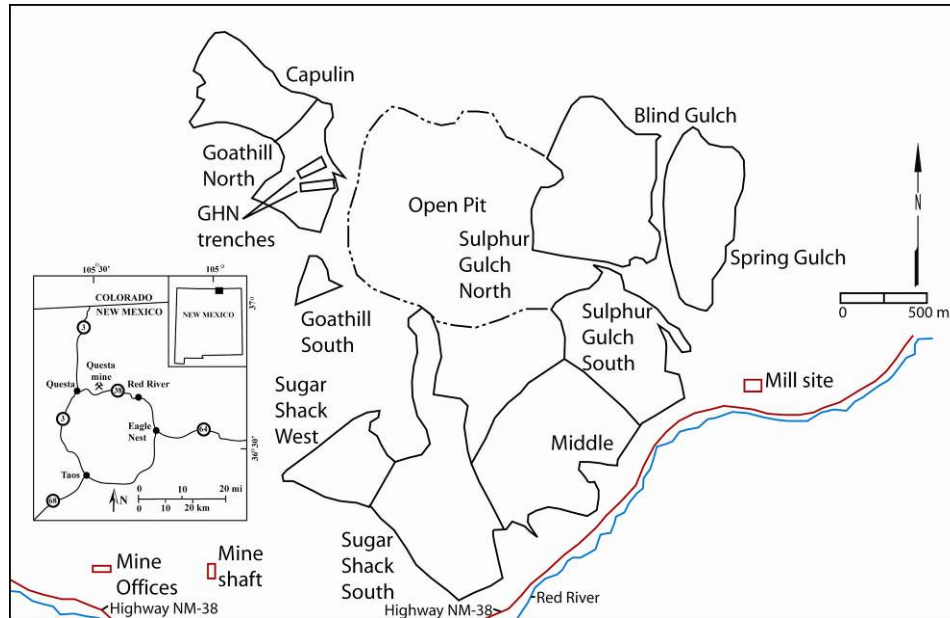 Capulin
Blind Gulch
Goathill
North
GHN
trenches
Open Pit
Sulphur
Gulch
North
Spring Gulch
N
0 500 m
Goathill
South
Sulphur
Gulch
South
Mill site
Sugar
Shack
West
Middle
Sugar
Shack
South
Mine
Offices
Mine
shaft
Highway NM-38
Highway NM-38
Red River
105° 30'
105°
COLORADO
NEW MEXICO
NEW MEXICO
37°
3
Questa
mine
Questa
38
Red River
3
Eagle
Nest
64
36°30'
Taos
68
N
0 10 20 mi
0 10 20 km